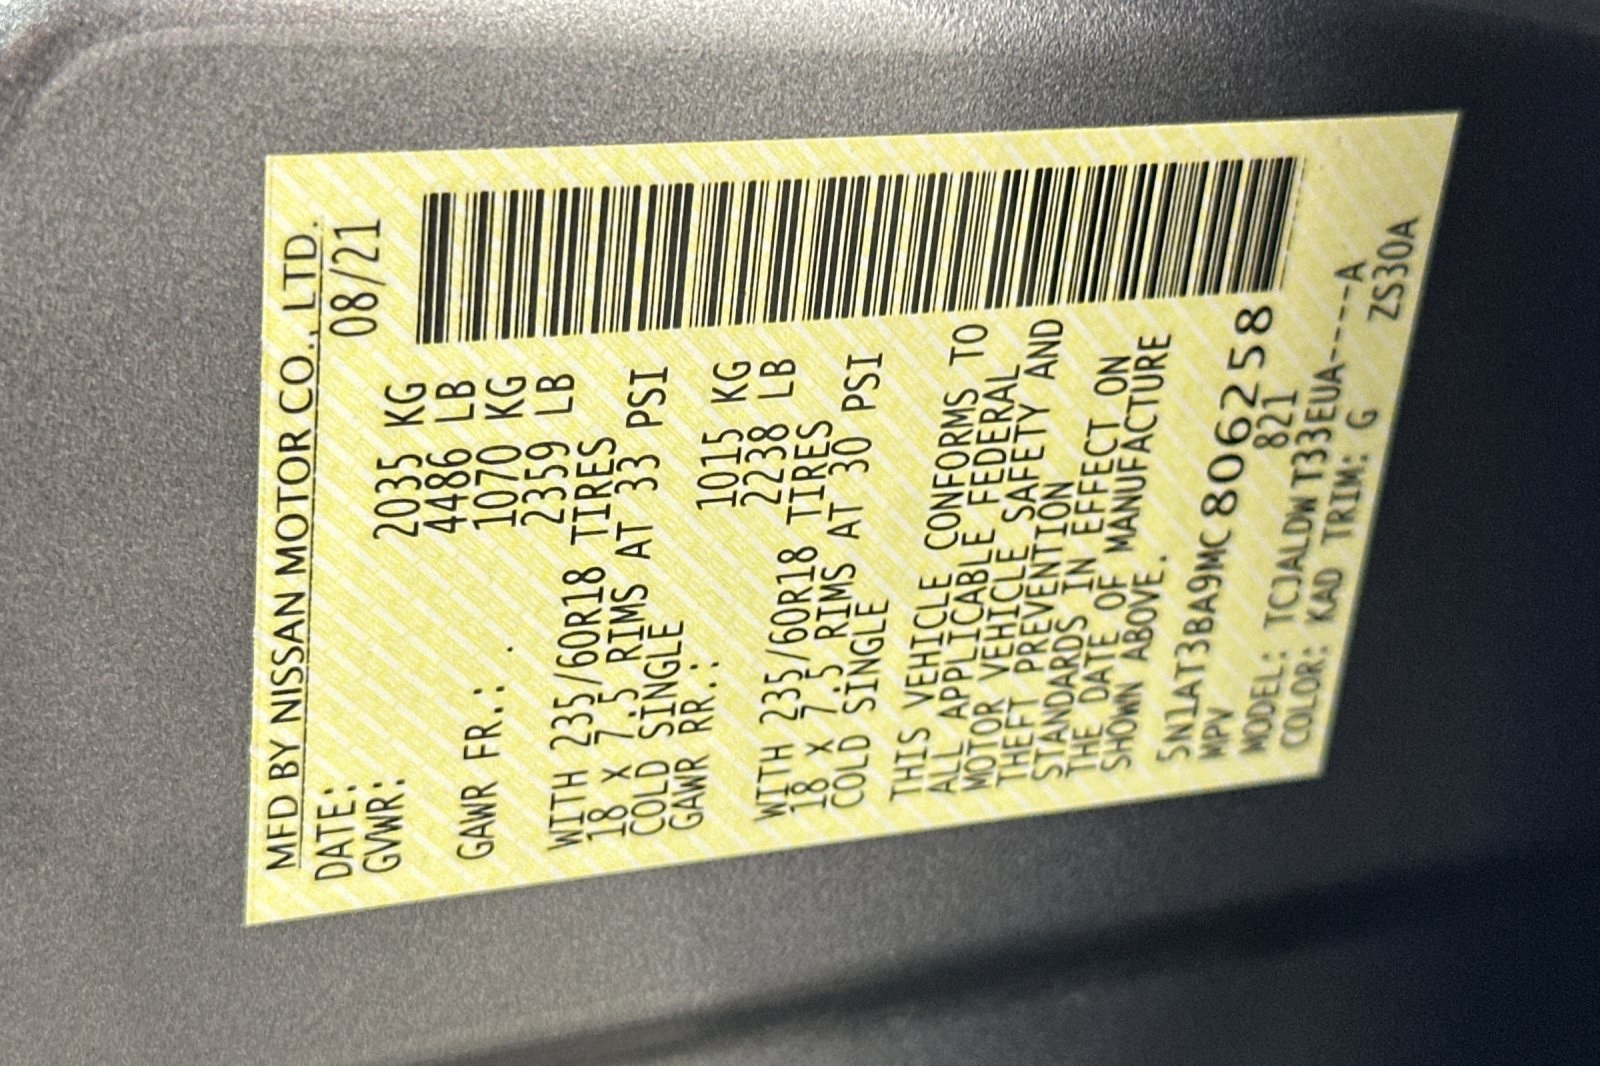 MFD BY NISSAN MOTOR CO., LTD.
DATE: 08/21
GVWR: 2035 KG
4486 LB
GAWR FR.: 1070 KG
2359 LB
WITH 235/60R18 TIRES
18 X 7.5 RIMS AT 33 PSI
COLD SINGLE
GAWR RR.: 1015 KG
2238 LB
WITH 235/60R18 TIRES
18 X 7.5 RIMS AT 30 PSI
COLD SINGLE
THIS VEHICLE CONFORMS TO
ALL APPLICABLE FEDERAL
MOTOR VEHICLE SAFETY AND
THEFT PREVENTION
STANDARDS IN EFFECT ON
THE DATE OF MANUFACTURE
SHOWN ABOVE.
5N1AT3BA9MC806258
MPV 821
MODEL: TCJALDWT33EUA----A
COLOR: KAD TRIM: G ZS30A